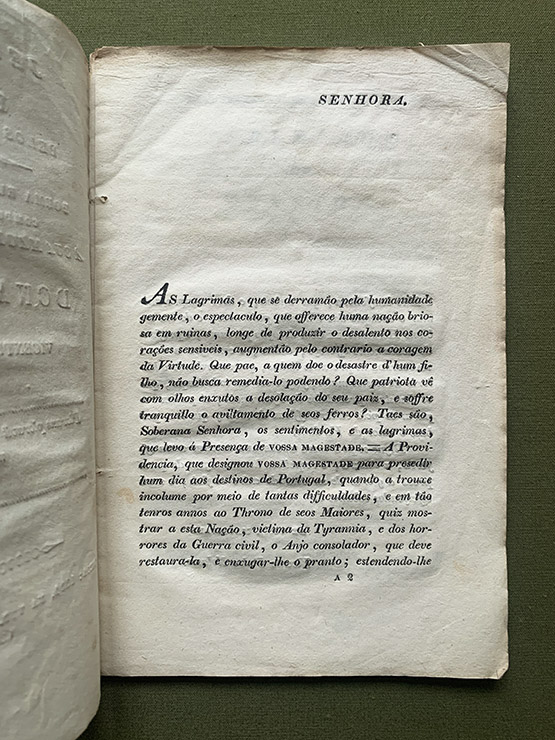 SENHORA.
AS Lagrimas, que se derramão pela humanidade
gemente, o espectaculo, que offerece huma nação brio-
sa em ruinas, longe de produzir o desalento nos co-
rações sensiveis, augmentão pelo contrario a coragem
da Virtude. Que pae, a quem doe o desastre d'hum fi-
lho, não busca remedia-lo podendo? Que patriota vê
com olhos enxutos a desolação do seu paiz, e soffre
tranquillo o aviltamento de seos ferros? Taes são,
Soberana Senhora, os sentimentos, e as lagrimas,
que levo á Presença de VOSSA MAGESTADE. — A Provi-
dencia, que designou VOSSA MAGESTADE para presedir
hum dia aos destinos de Portugal, quando a trouxe
incolume por meio de tantas difficuldades, e em tão
tenros annos ao Throno de seos Maiores, quiz mos-
trar a esta Nação, victima da Tyrannia, e dos hor-
rores da Guerra civil, o Anjo consolador, que deve
restaura-la, e enxugar-lhe o pranto; estendendo-lhe
A 2